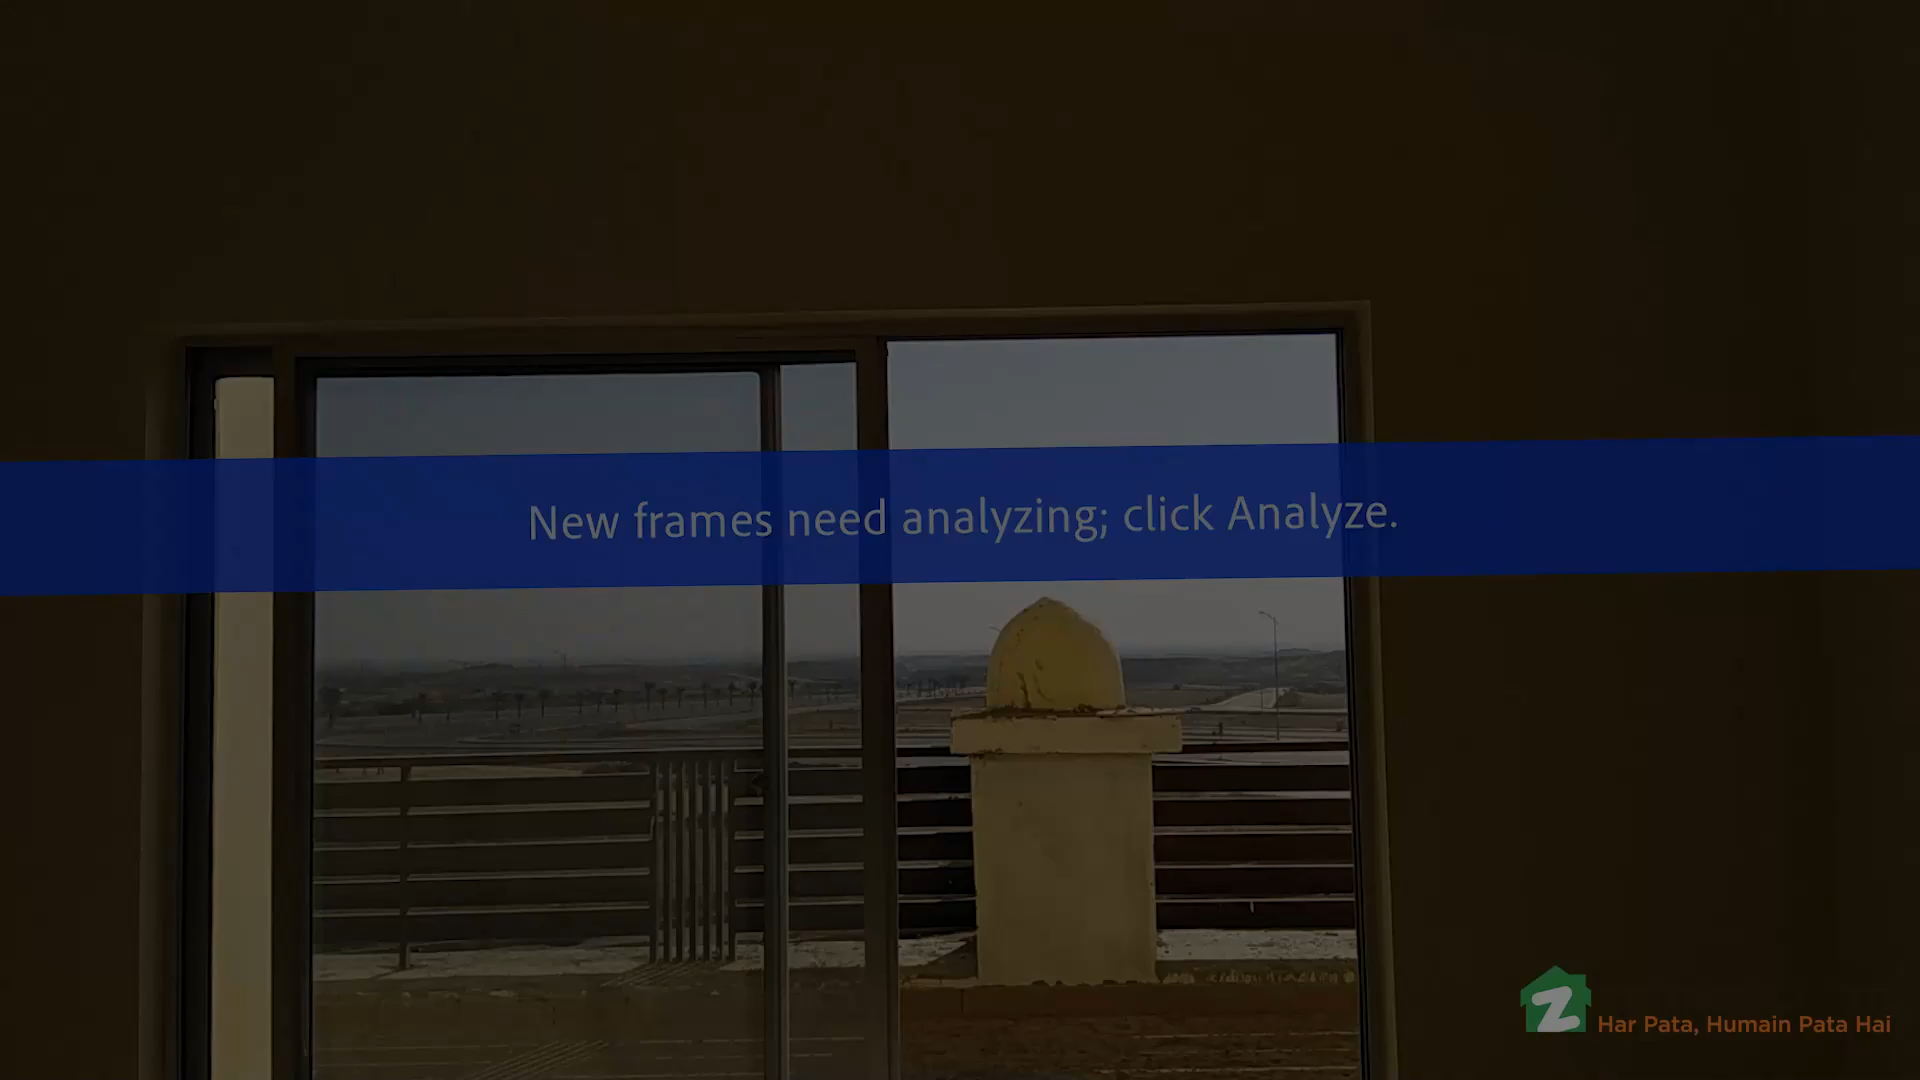 New frames need analyzing; click Analyze.
Z
Har Pata, Humain Pata Hai